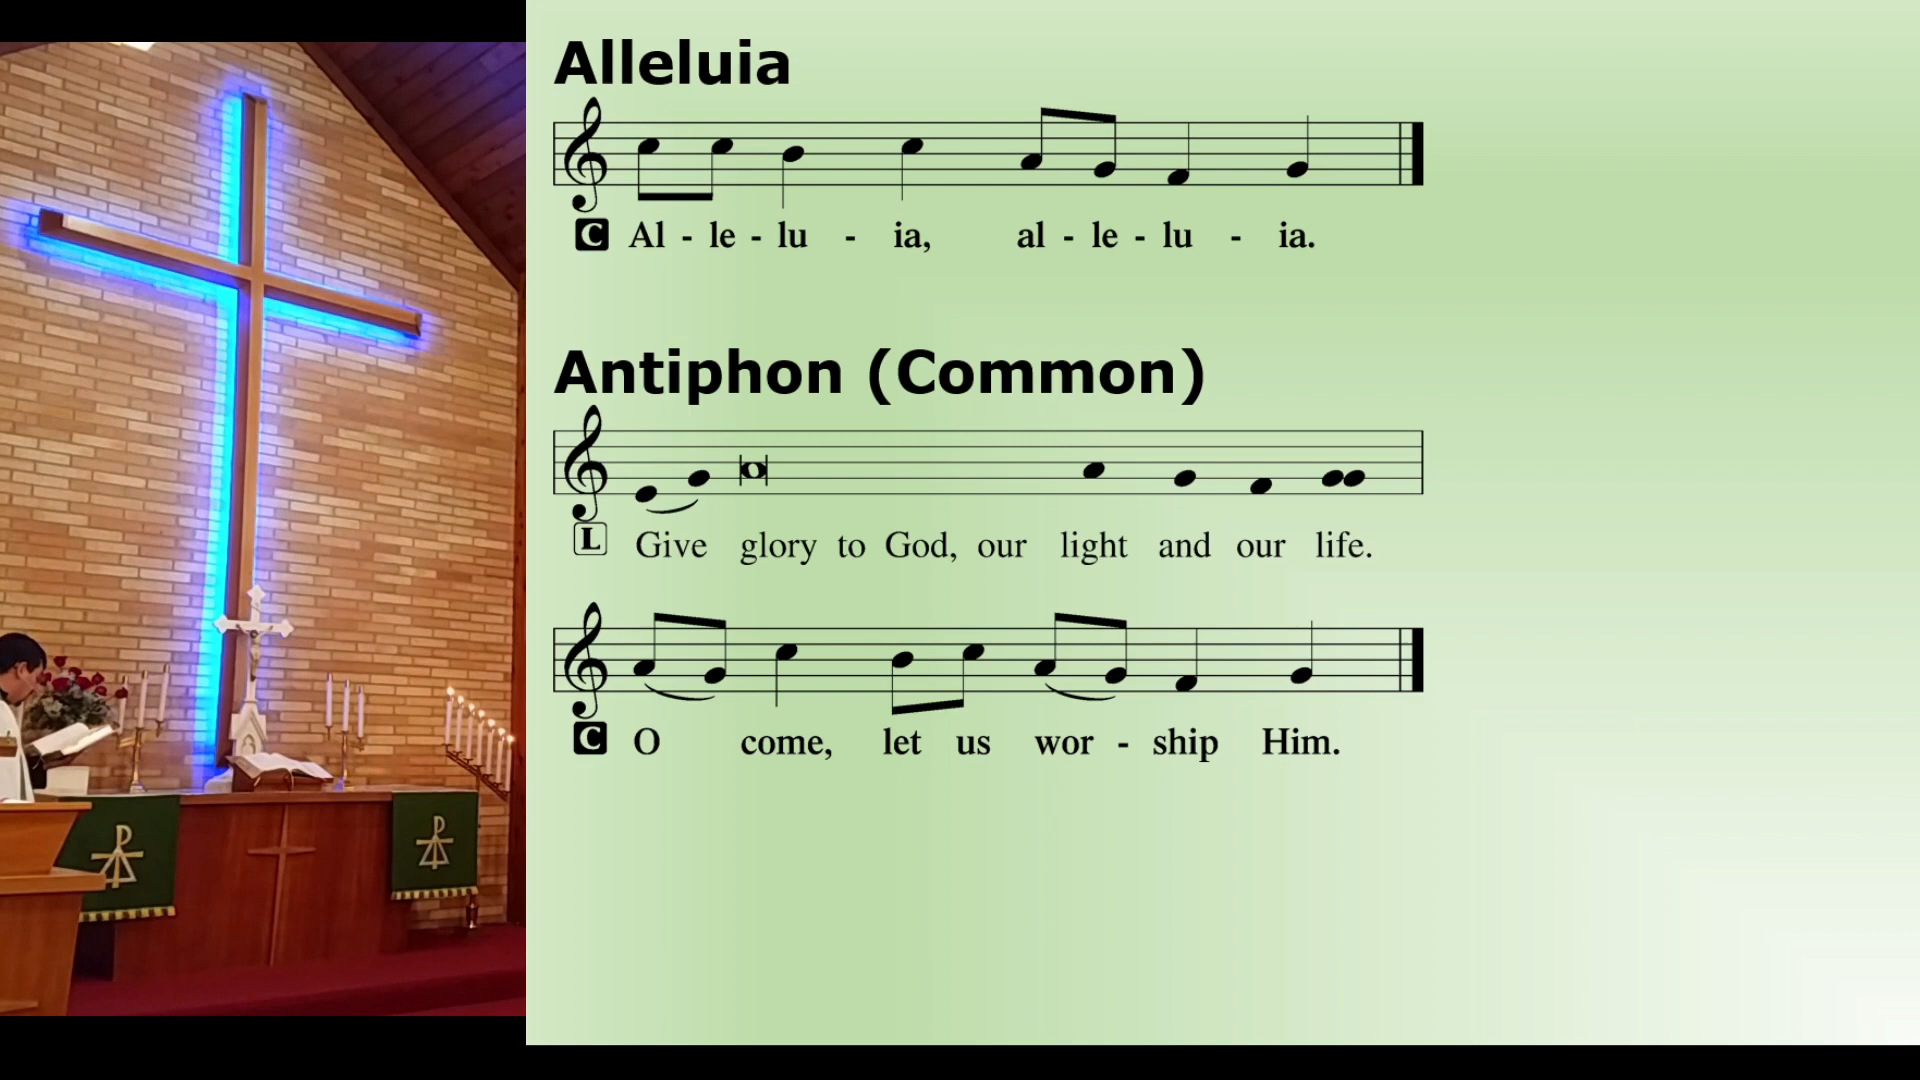 Alleluia
C Al - le - lu - ia, al - le - lu - ia.
Antiphon (Common)
L Give glory to God, our light and our life.
C O come, let us wor - ship Him.